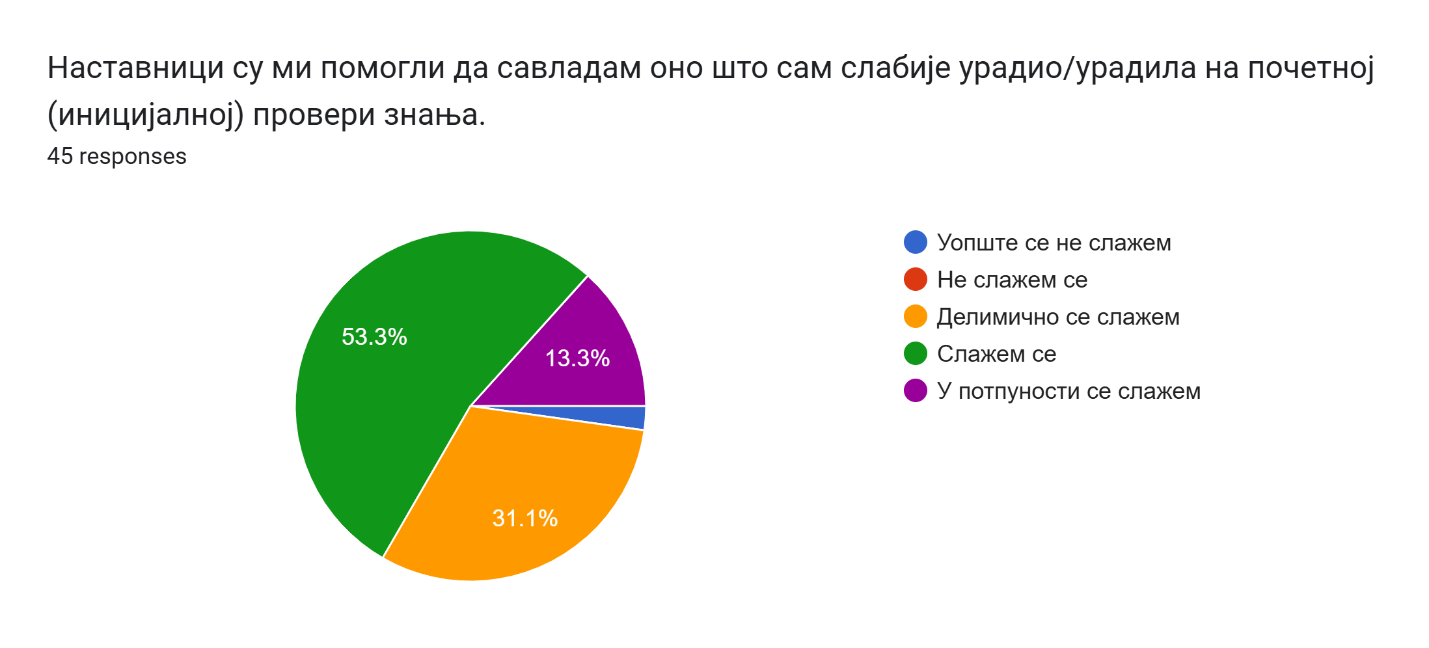 Наставници су ми помогли да савладам оно што сам слабије урадио/урадила на почетној
(иницијалној) провери знања.
45 responses
53.3%
13.3%
31.1%
Уопште се не слажем
Не слажем се
Делимично се слажем
Слажем се
У потпуности се слажем